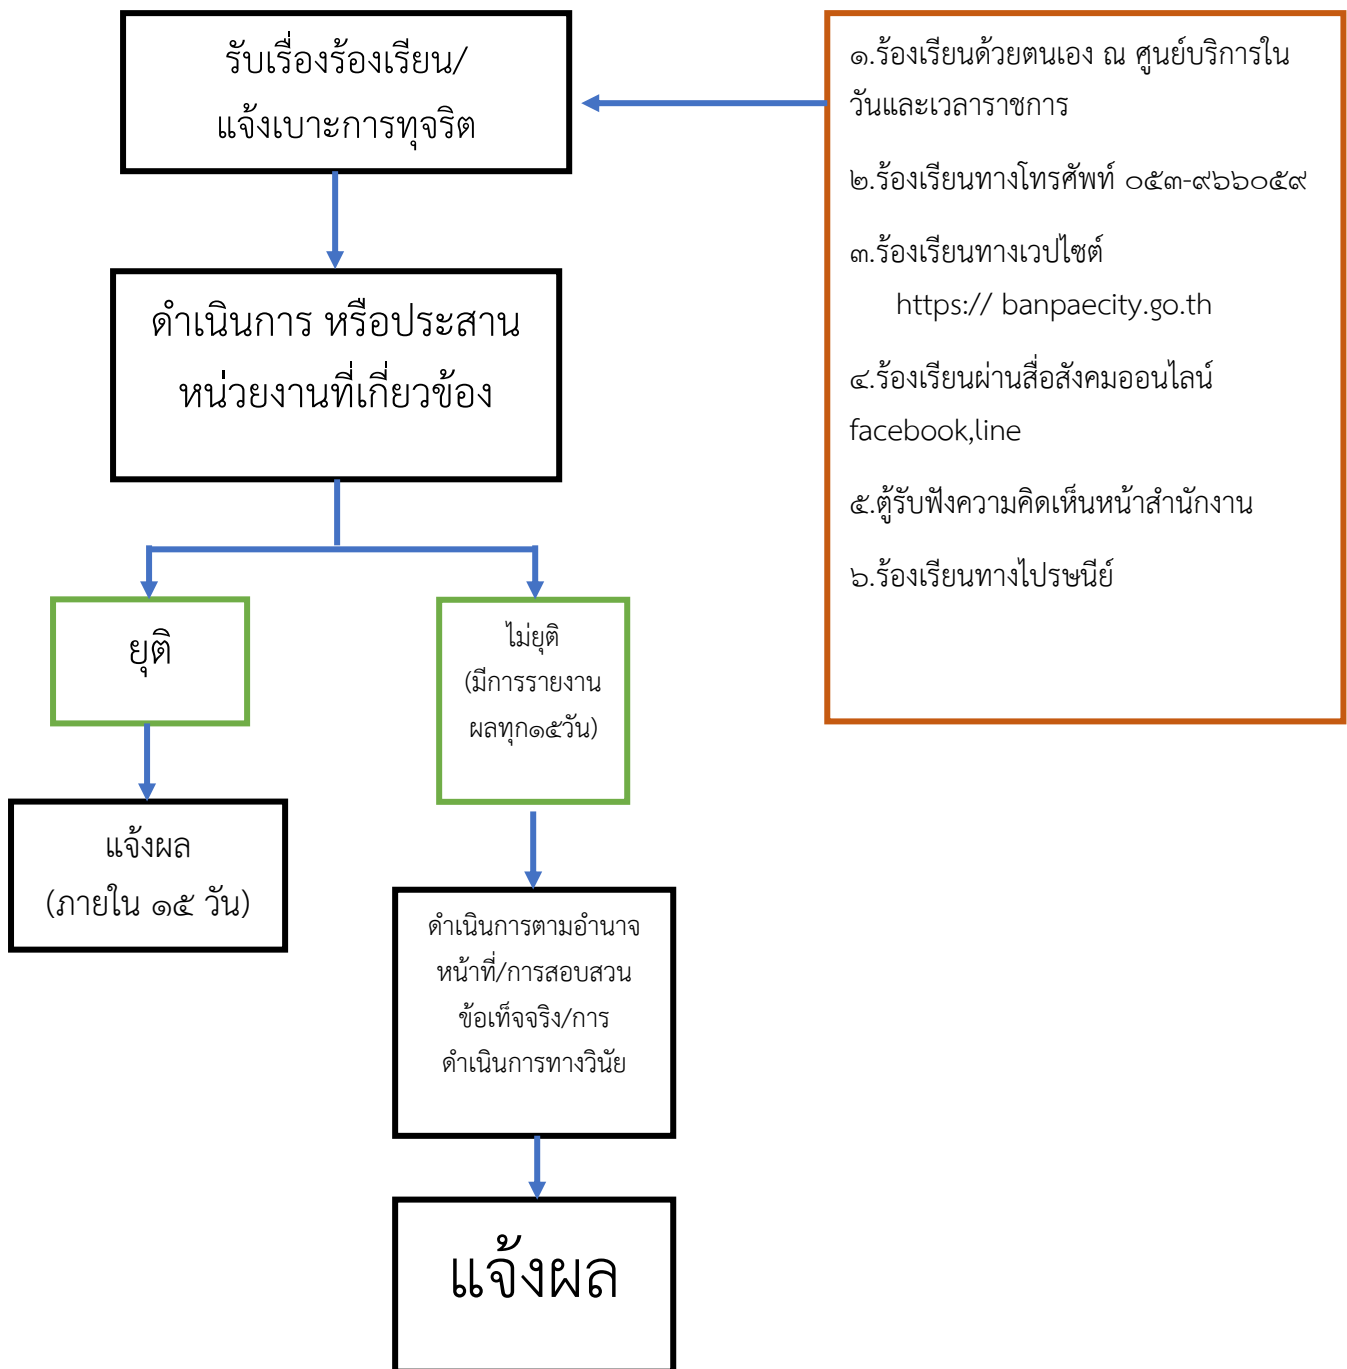 รับเรื่องร้องเรียน/
แจ้งเบาะการทุจริต
๑.ร้องเรียนด้วยตนเอง ณ ศูนย์บริการใน
วันและเวลาราชการ
๒.ร้องเรียนทางโทรศัพท์ ๐๕๓-๙๖๖๐๕๙
๓.ร้องเรียนทางเวปไซต์
https:// banpaecity.go.th
๔.ร้องเรียนผ่านสื่อสังคมออนไลน์
facebook,line
๕.ตู้รับฟังความคิดเห็นหน้าสำนักงาน
๖.ร้องเรียนทางไปรษนีย์
ดำเนินการ หรือประสาน
หน่วยงานที่เกี่ยวข้อง
ยุติ
ไม่ยุติ
(มีการรายงาน
ผลทุก๑๕วัน)
แจ้งผล
(ภายใน ๑๕ วัน)
ดำเนินการตามอำนาจ
หน้าที่/การสอบสวน
ข้อเท็จจริง/การ
ดำเนินการทางวินัย
แจ้งผล